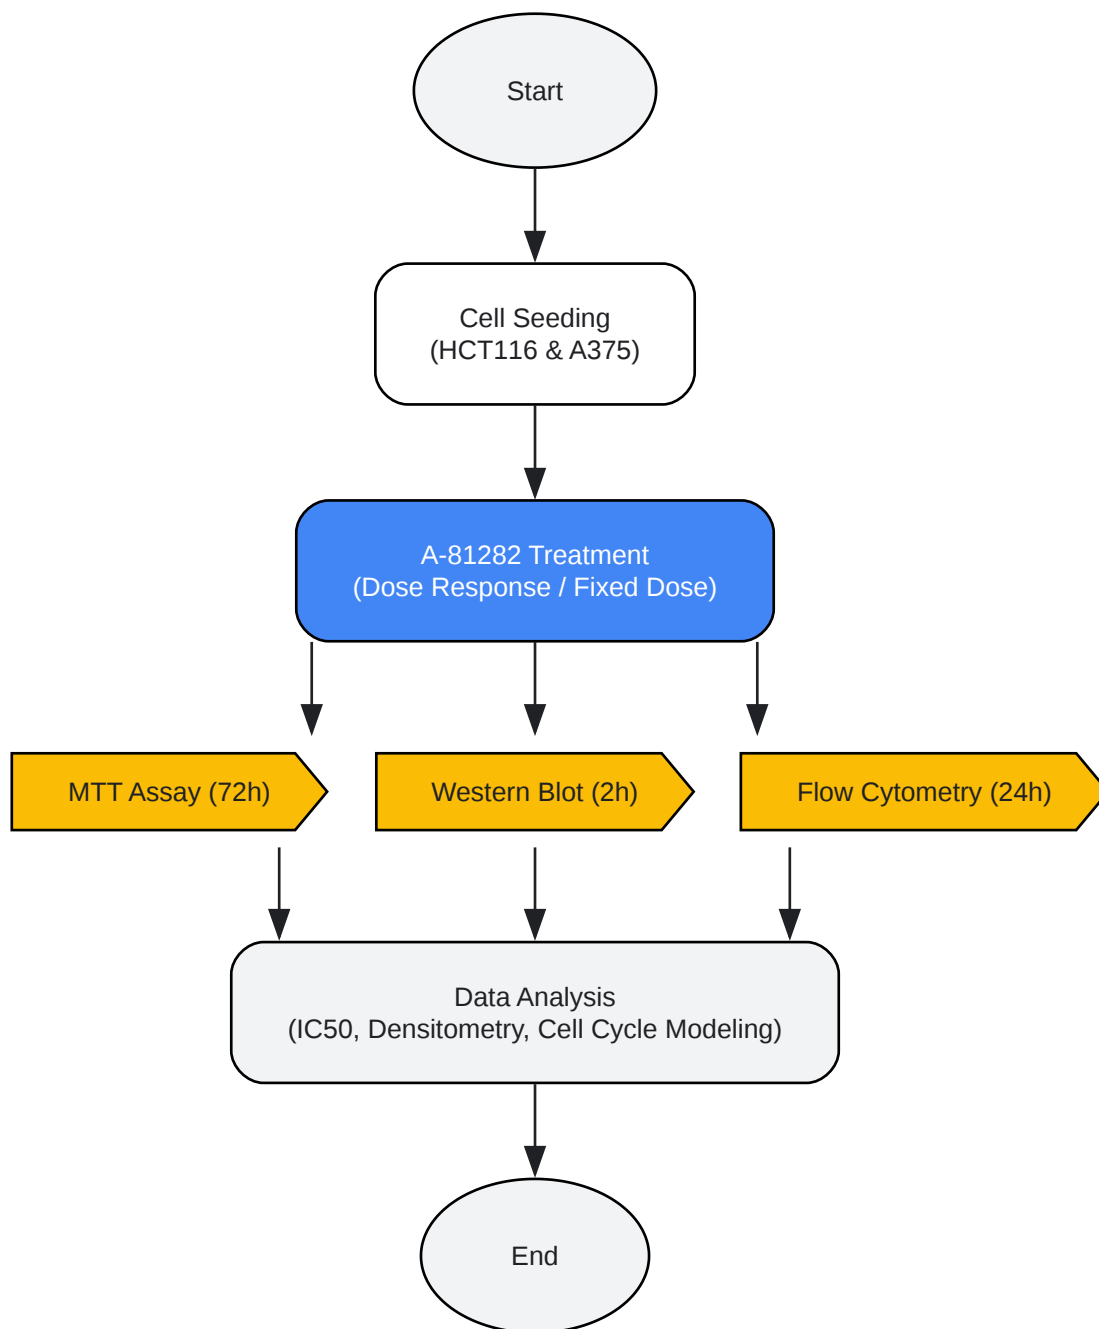 Start
Cell Seeding
(HCT116 & A375)
A-81282 Treatment
(Dose Response / Fixed Dose)
MTT Assay (72h)
Western Blot (2h)
Flow Cytometry (24h)
Data Analysis
(IC50, Densitometry, Cell Cycle Modeling)
End